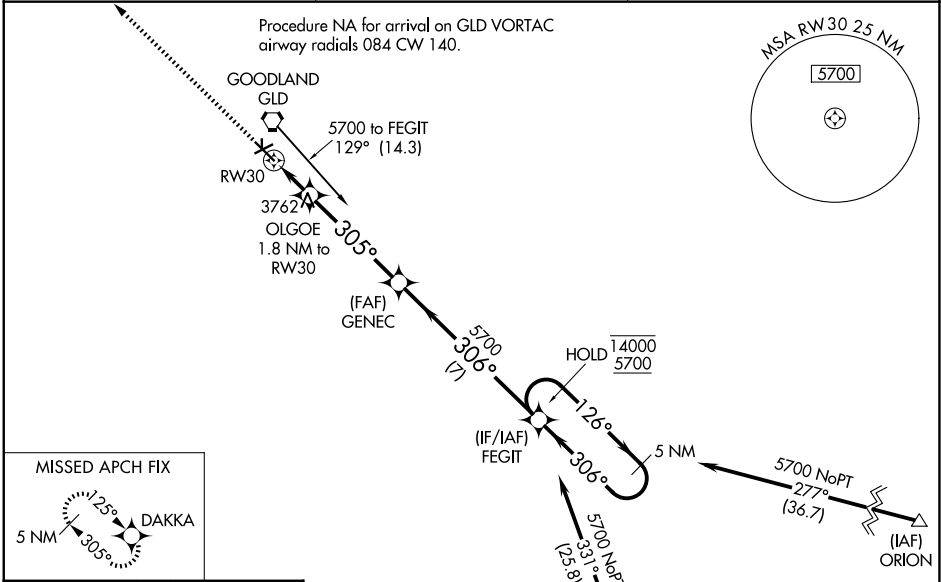 Procedure NA for arrival on GLD VORTAC
airway radials 084 CW 140.
MSA RW30 25 NM
5700
GOODLAND
GLD
5700 to FEGIT
129° (14.3)
RW30
3762
OLGOE
1.8 NM to
RW30
305°
(FAF)
GENEC
5700
306°
(7)
HOLD
14000
5700
126°
(IF/IAF)
FEGIT
306°
5 NM
5700 NoPT
277°
(36.7)
(IAF)
ORION
5700 NoPT
331°
(25.8)
MISSED APCH FIX
125°
DAKKA
5 NM
305°